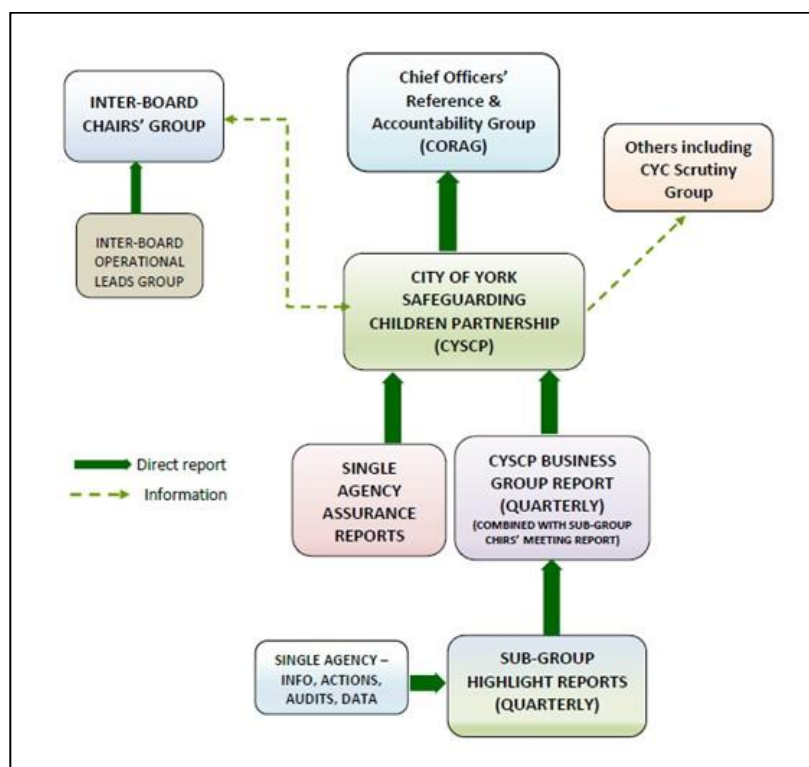 INTER-BOARD
CHAIRS' GROUP
Chief Officers'
Reference &
Accountability Group
(CORAG)
Others including
CYC Scrutiny
Group
INTER-BOARD
OPERATIONAL
LEADS GROUP
CITY OF YORK
SAFEGUARDING
CHILDREN PARTNERSHIP
(CYSCP)
Direct report
Information
SINGLE
AGENCY
ASSURANCE
REPORTS
CYSCP BUSINESS
GROUP REPORT
(QUARTERLY)
(COMBINED WITH SUB-GROUP
CHIRS' MEETING REPORT)
SINGLE AGENCY –
INFO, ACTIONS,
AUDITS, DATA
SUB-GROUP
HIGHLIGHT REPORTS
(QUARTERLY)